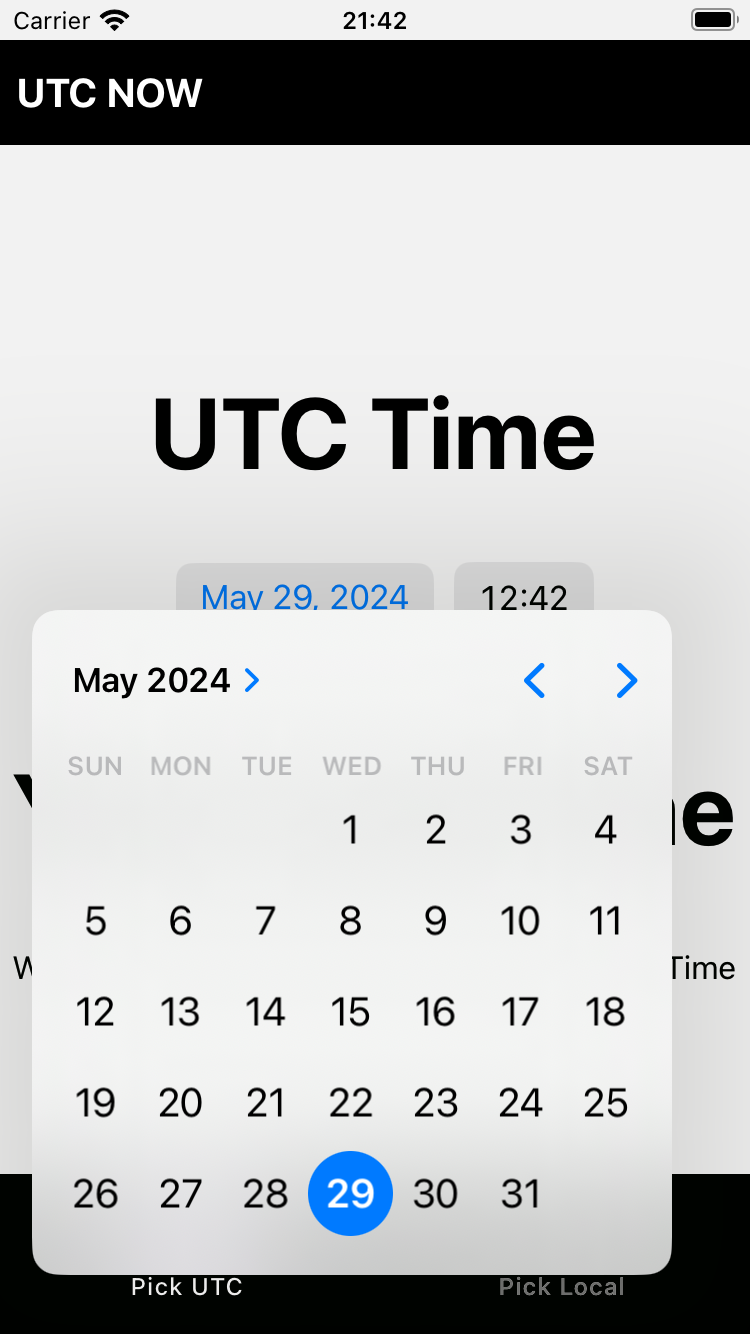 Carrier 21:42
UTC NOW
UTC Time
May 29, 2024 12:42
May 2024
SUN MON TUE WED THU FRI SAT
1 2 3 4
5 6 7 8 9 10 11
12 13 14 15 16 17 18
19 20 21 22 23 24 25
26 27 28 29 30 31
Time
Pick UTC Pick Local